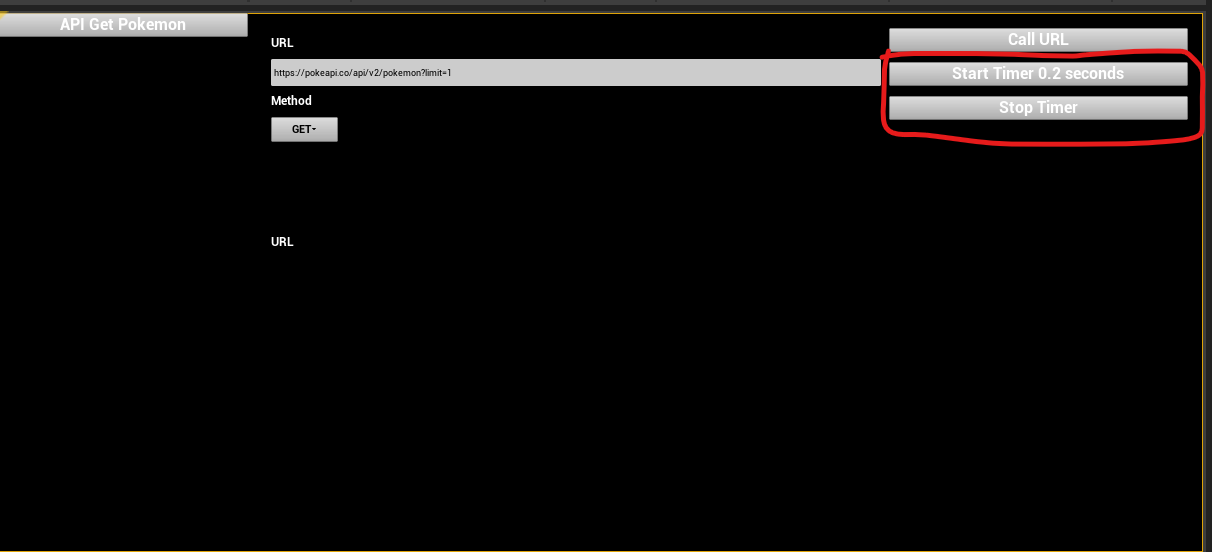 API Get Pokemon
URL
https://pokeapi.co/api/v2/pokemon?limit=1
Method
GET
URL
Call URL
Start Timer 0.2 seconds
Stop Timer